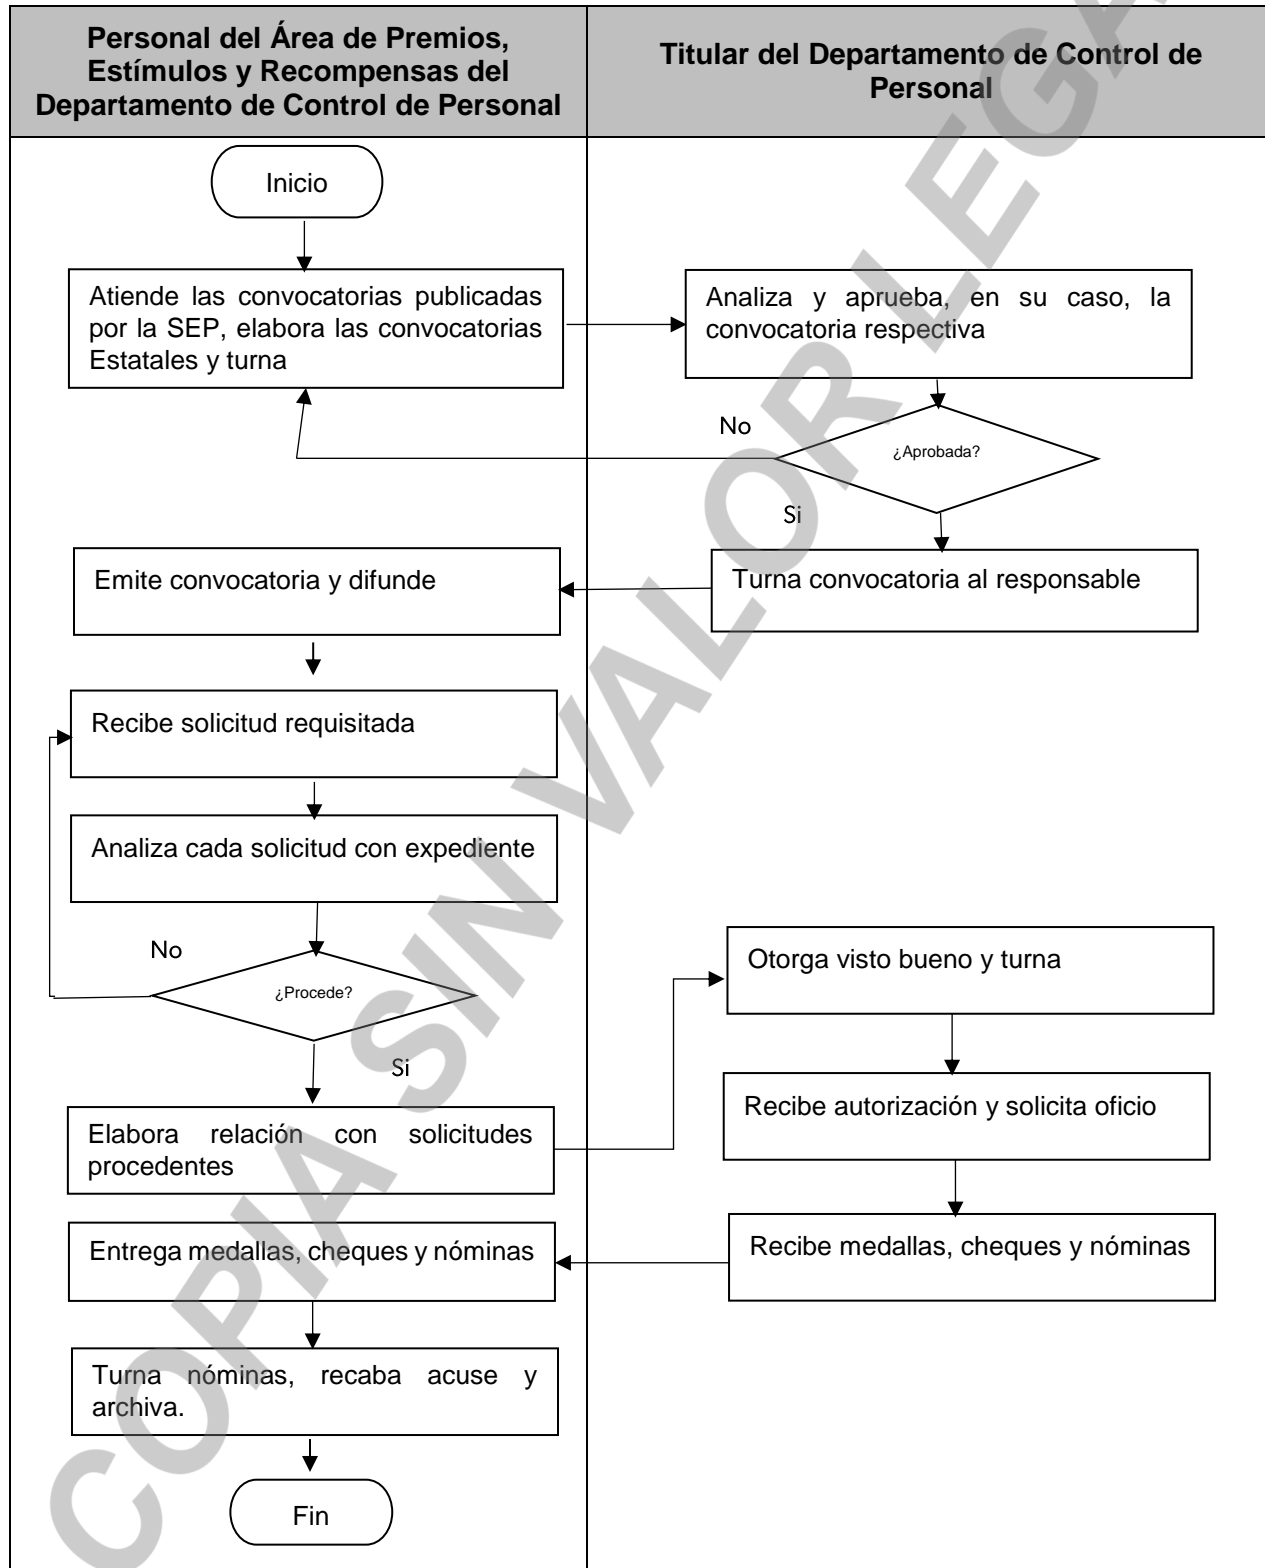 Personal del Área de Premios,
Estímulos y Recompensas del
Departamento de Control de Personal
Titular del Departamento de Control de
Personal
Inicio
Atiende las convocatorias publicadas
por la SEP, elabora las convocatorias
Estatales y turna
Analiza y aprueba, en su caso, la
convocatoria respectiva
No
¿Aprobada?
Si
Emite convocatoria y difunde
Turna convocatoria al responsable
Recibe solicitud requisitada
Analiza cada solicitud con expediente
No
¿Procede?
Si
Otorga visto bueno y turna
Recibe autorización y solicita oficio
Elabora relación con solicitudes
procedentes
Entrega medallas, cheques y nóminas
Recibe medallas, cheques y nóminas
Turna nóminas, recaba acuse y
archiva.
Fin
COPIA SIN VALOR LEGA